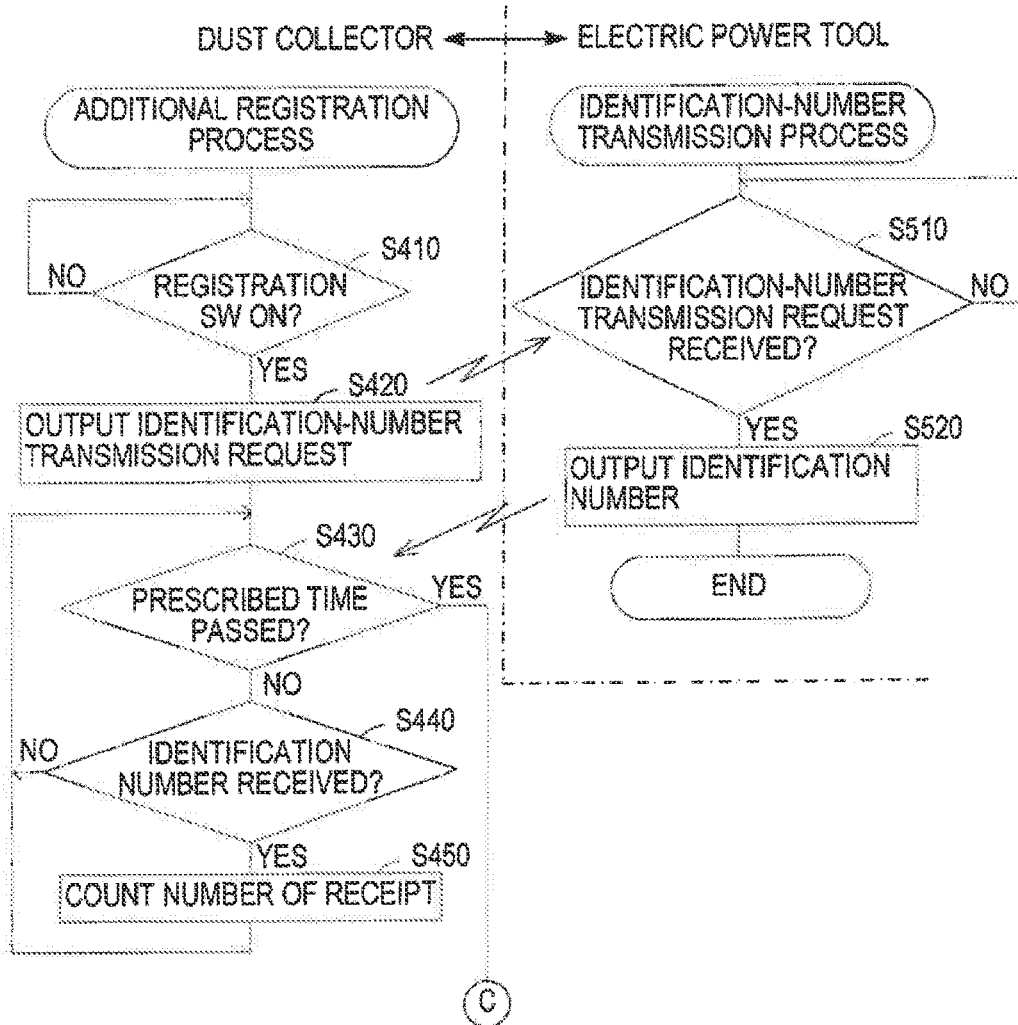 DUST COLLECTOR
ELECTRIC POWER TOOL
ADDITIONAL REGISTRATION
PROCESS
S410
REGISTRATION
SW ON?
NO
YES
S420
OUTPUT IDENTIFICATION-NUMBER
TRANSMISSION REQUEST
S430
PRESCRIBED TIME
PASSED?
YES
NO
S440
IDENTIFICATION
NUMBER RECEIVED?
NO
YES
S450
COUNT NUMBER OF RECEIPT
C
IDENTIFICATION-NUMBER
TRANSMISSION PROCESS
S510
IDENTIFICATION-NUMBER
TRANSMISSION REQUEST
RECEIVED?
NO
YES
S520
OUTPUT IDENTIFICATION
NUMBER
END